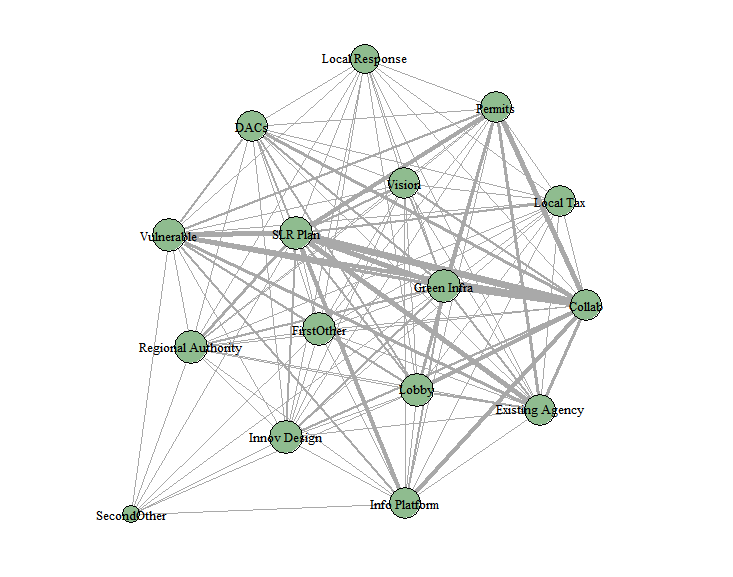 Local Response
Permits
DACs
Vision
Local Tax
Vulnerable
SLR Plan
Green Infra
Collab
FirstOther
Regional Authority
Lobby
Existing Agency
Innov Design
Info Platform
SecondOther